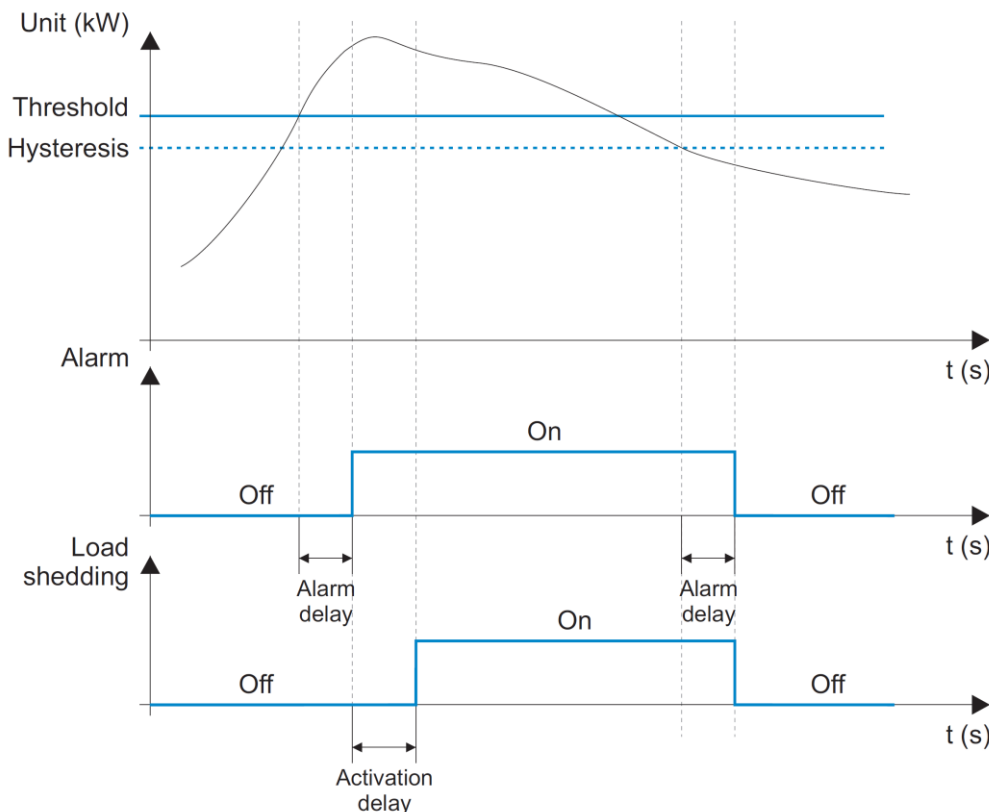 Unit (kW)
Threshold
Hysteresis
t (s)
Alarm
On
Off
Off
t (s)
Alarm
delay
Alarm
delay
Load
shedding
On
Off
Off
t (s)
Activation
delay